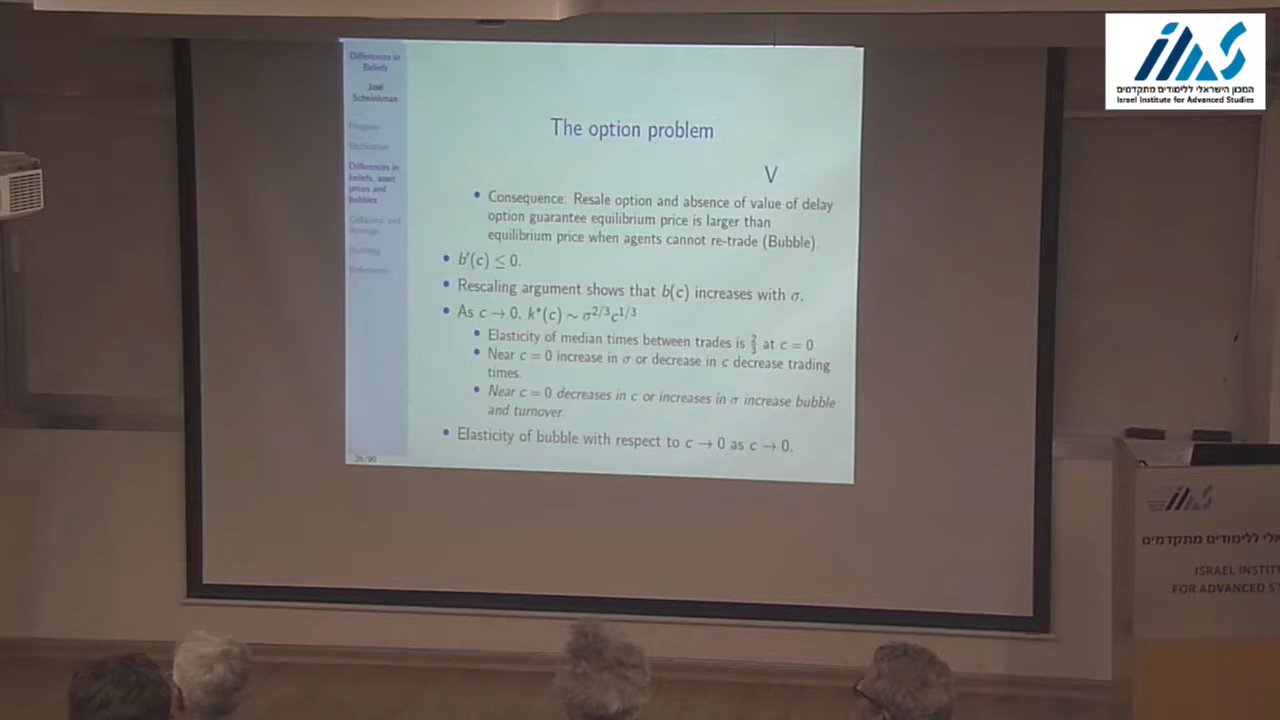 המכון הישראלי ללימודים מתקדמים
Israel Institute for Advanced Studies
Differences in
Beliefs
José
Scheinkman
Differences in
beliefs, asset
prices and
bubbles
The option problem
V
• Consequence: Resale option and absence of value of delay
option guarantee equilibrium price is larger than
equilibrium price when agents cannot re-trade (Bubble).
• b′(c) ≤ 0.
• Rescaling argument shows that b(c) increases with σ.
• As c → 0, k*(c) ∼ σ^2/3 c^1/3
• Elasticity of median times between trades is 2/3 at c = 0
• Near c = 0 increase in σ or decrease in c decrease trading
times.
• Near c = 0 decreases in c or increases in σ increase bubble
and turnover.
• Elasticity of bubble with respect to c → 0 as c → 0.
ללימודים מתקדמים
ISRAEL
FOR ADVANCED